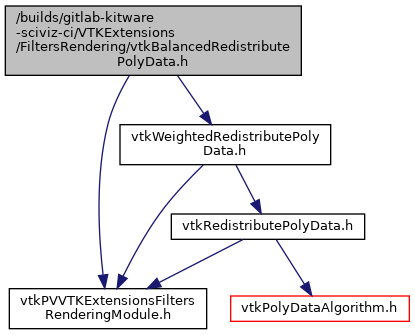 /builds/gitlab-kitware
-sciviz-ci/VTKExtensions
/FiltersRendering/vtkBalancedRedistribute
PolyData.h
vtkWeightedRedistributePoly
Data.h
vtkRedistributePolyData.h
vtkPVVTKExtensionsFilters
RenderingModule.h
vtkPolyDataAlgorithm.h